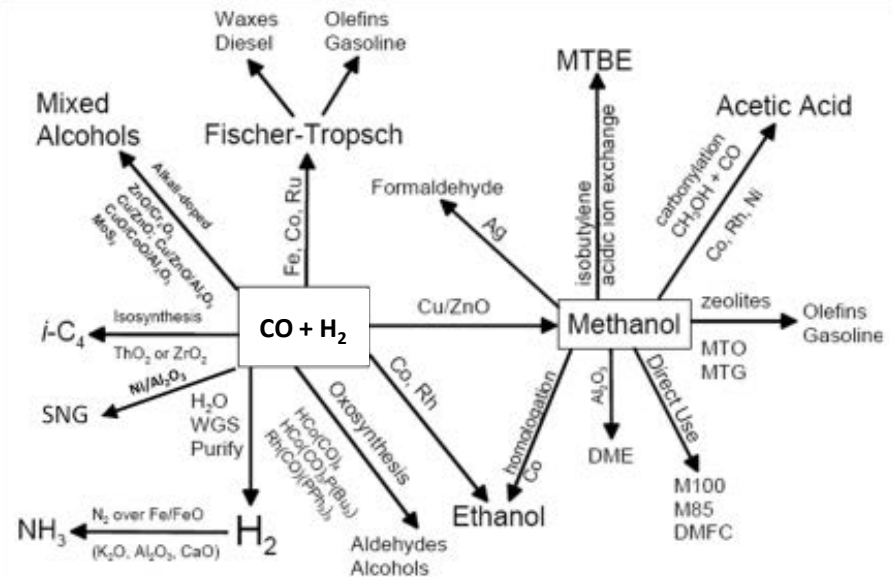 Waxes
Diesel
Olefins
Gasoline
MTBE
Mixed
Alcohols
Fischer-Tropsch
Acetic Acid
Formaldehyde
Alkali-doped
ZnO/Cr₂O₃
Cu/ZnO; Cu/ZnO/Al₂O₃
CuO/CoO/Al₂O₃
MoS₂
Fe, Co, Ru
Ag
isobutylene
acidic ion exchange
carbonylation
CH₃OH + CO
Co, Rh, Ni
i-C₄
Isosynthesis
ThO₂ or ZrO₂
CO + H₂
Cu/ZnO
Methanol
zeolites
MTO
MTG
Olefins
Gasoline
SNG
Ni/Al₂O₃
H₂O
WGS
Purify
Oxosynthesis
HCo(CO)₄
HCo(CO)₃P(Bu₃)
Rh(CO)(PPh₃)₃
Co, Rh
homologation
Co
Al₂O₃
Direct Use
DME
M100
M85
DMFC
Ethanol
Aldehydes
Alcohols
NH₃
N₂ over Fe/FeO
(K₂O, Al₂O₃, CaO)
H₂